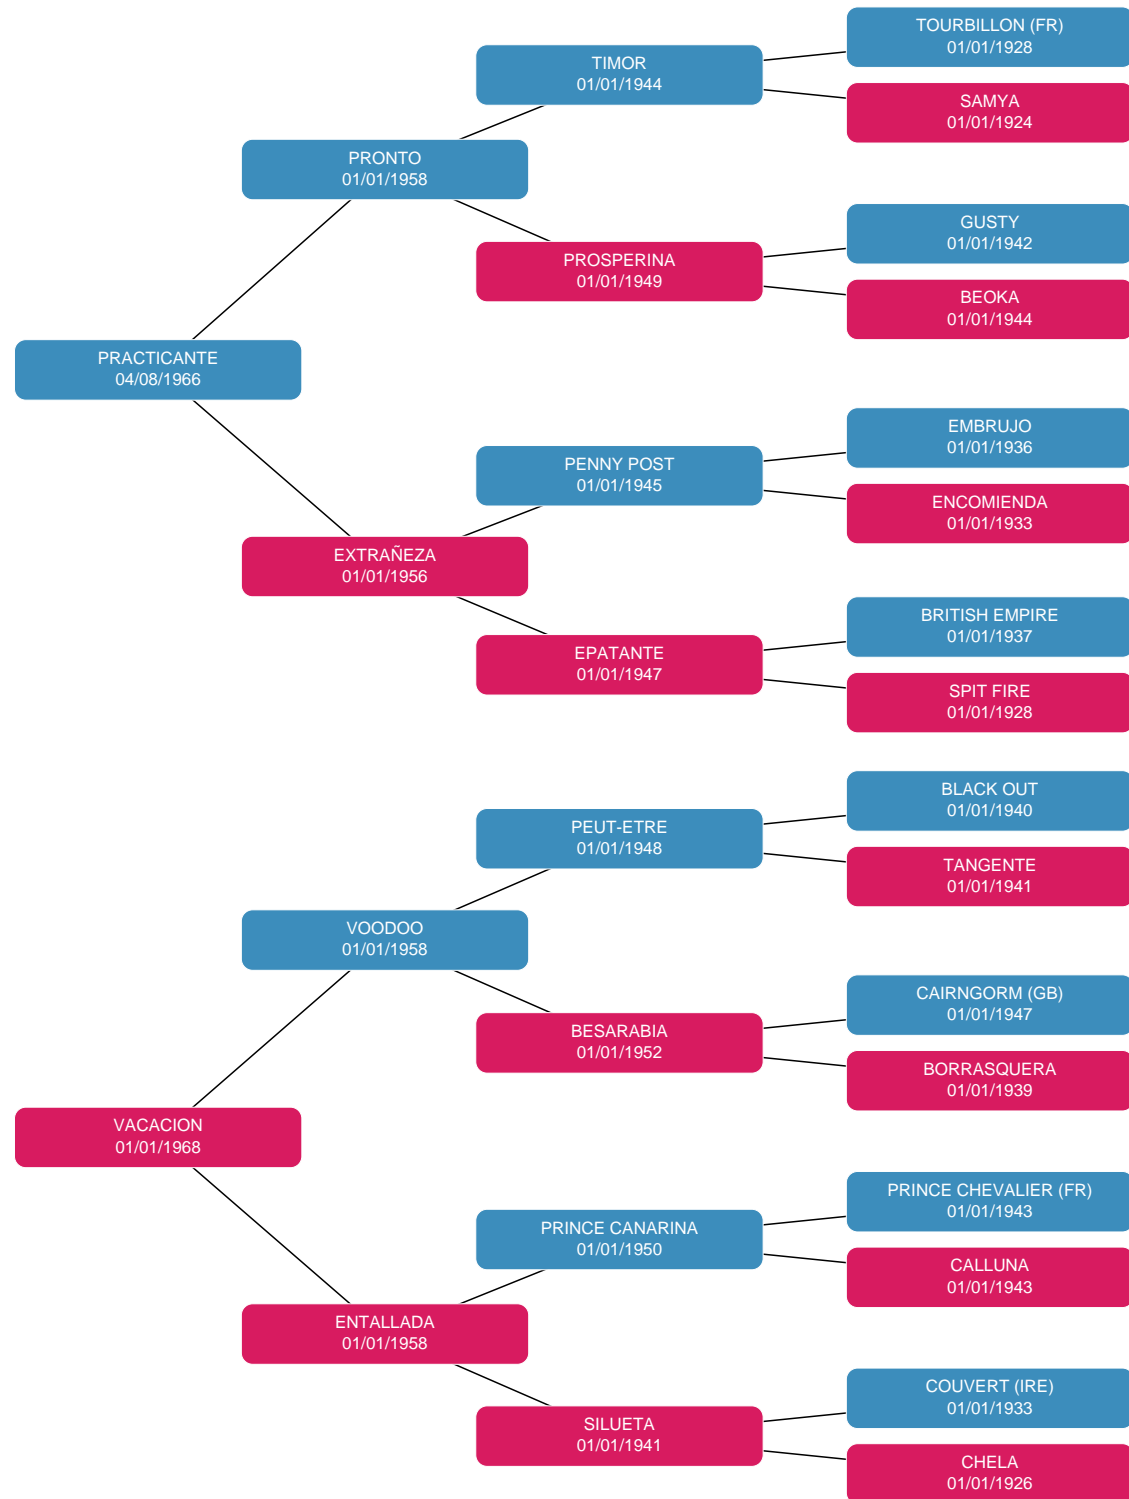 TOURBILLON (FR)
01/01/1928
TIMOR
01/01/1944
SAMYA
01/01/1924
PRONTO
01/01/1958
GUSTY
01/01/1942
PROSPERINA
01/01/1949
BEOKA
01/01/1944
PRACTICANTE
04/08/1966
EMBRUJO
01/01/1936
PENNY POST
01/01/1945
ENCOMIENDA
01/01/1933
EXTRAÑEZA
01/01/1956
BRITISH EMPIRE
01/01/1937
EPATANTE
01/01/1947
SPIT FIRE
01/01/1928
BLACK OUT
01/01/1940
PEUT-ETRE
01/01/1948
TANGENTE
01/01/1941
VOODOO
01/01/1958
CAIRNGORM (GB)
01/01/1947
BESARABIA
01/01/1952
BORRASQUERA
01/01/1939
VACACION
01/01/1968
PRINCE CHEVALIER (FR)
01/01/1943
PRINCE CANARINA
01/01/1950
CALLUNA
01/01/1943
ENTALLADA
01/01/1958
COUVERT (IRE)
01/01/1933
SILUETA
01/01/1941
CHELA
01/01/1926